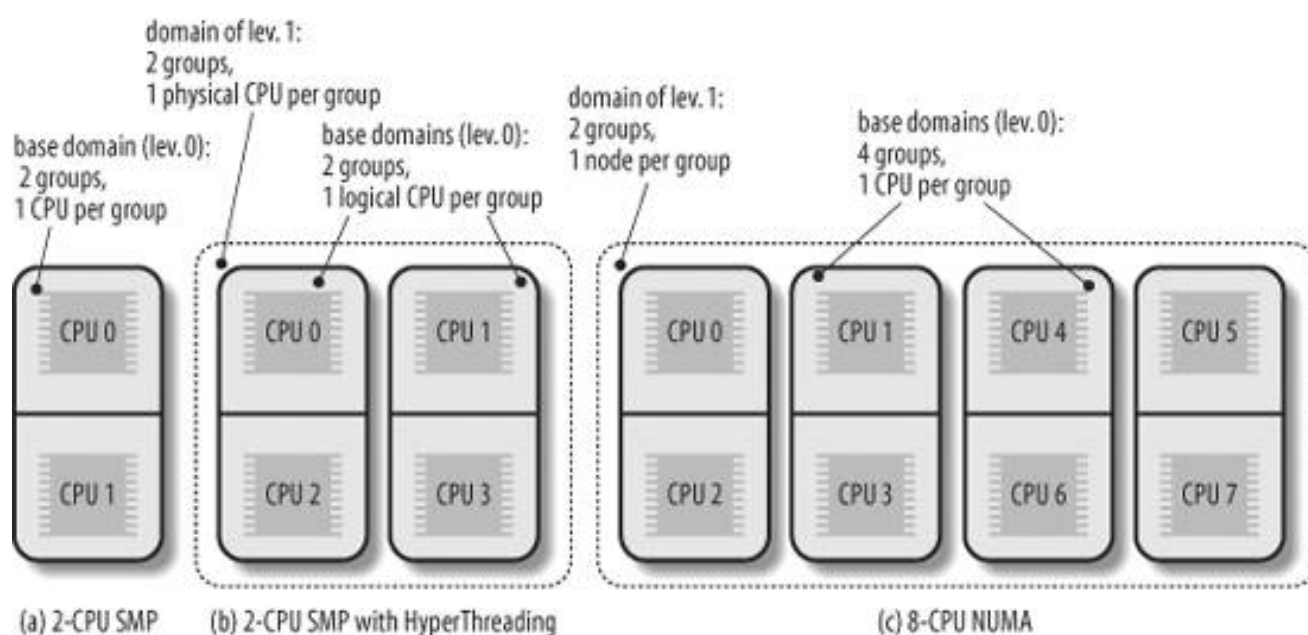 domain of lev. 1:
2 groups,
1 physical CPU per group
base domain (lev. 0):
2 groups,
1 CPU per group
base domains (lev. 0):
2 groups,
1 logical CPU per group
domain of lev. 1:
2 groups,
1 node per group
base domains (lev. 0):
4 groups,
1 CPU per group
CPU 0
CPU 1
CPU 0
CPU 1
CPU 2
CPU 3
CPU 0
CPU 1
CPU 4
CPU 5
CPU 2
CPU 3
CPU 6
CPU 7
(a) 2-CPU SMP
(b) 2-CPU SMP with HyperThreading
(c) 8-CPU NUMA